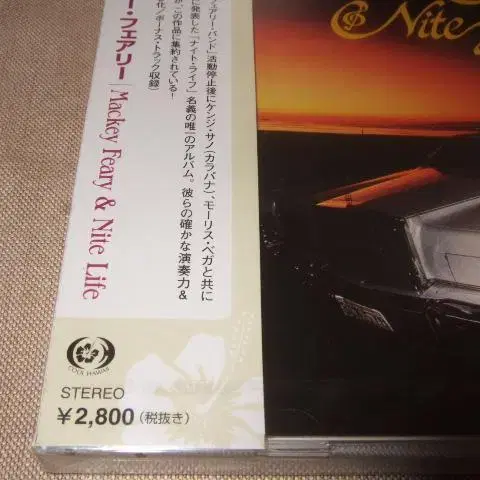 ー・フェアリー | Mackey Feary & Nite Life
フェアリー・バンド」活動停止後にケンジ・サノ(カラパナ)、モーリス・ベガと共に
に発表した「ナイト・ライフ」名義の唯一のアルバム。彼らの確かな演奏力&
が、この作品に集約されている!
化/ボーナス・トラック収録)
COOL HAWAII
STEREO
¥2,800(税抜き)
& Nite